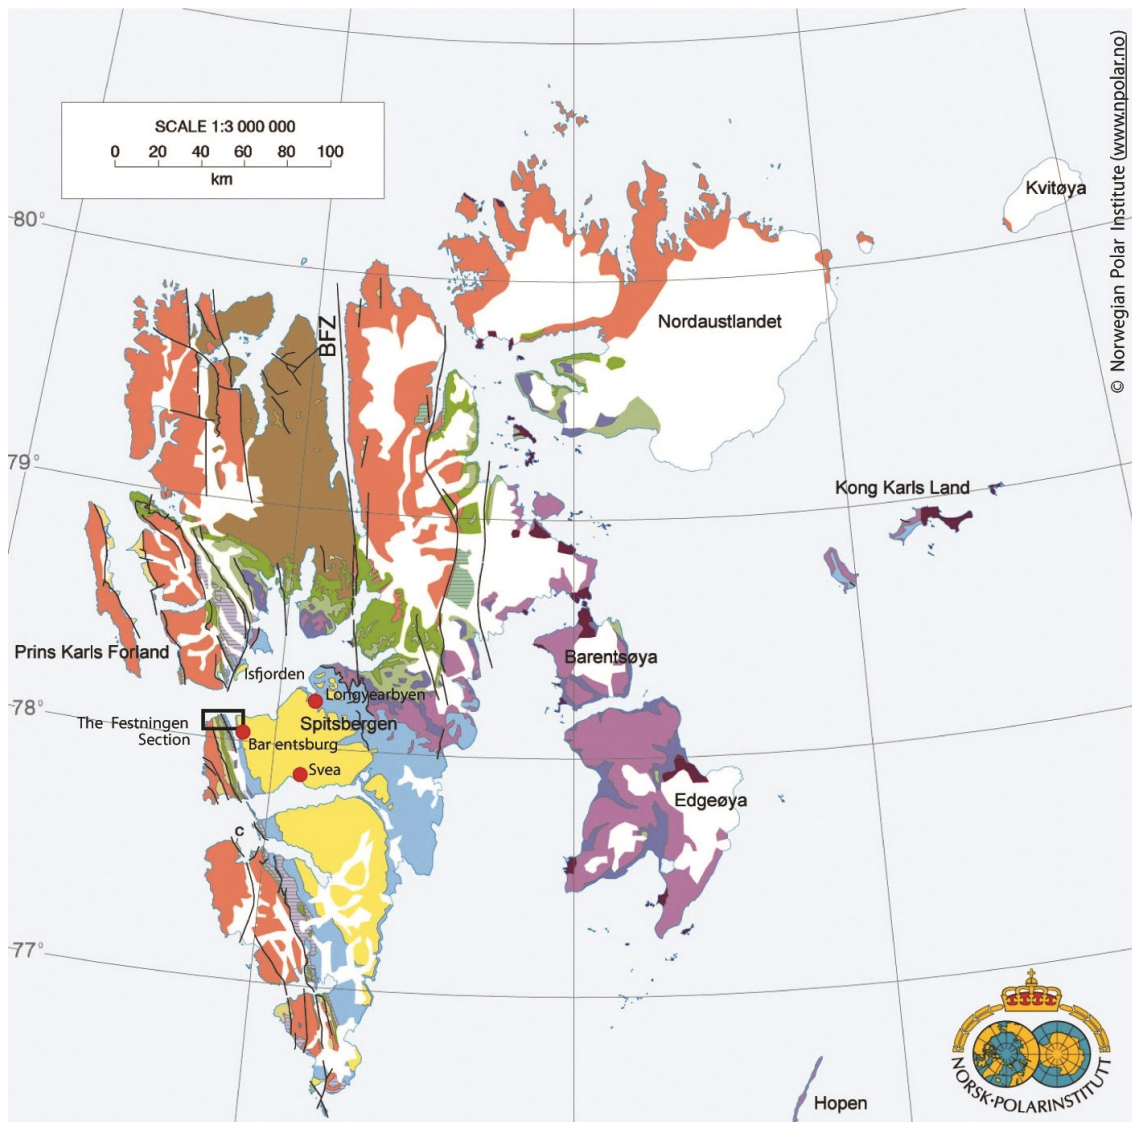 © Norwegian Polar Institute (www.npolar.no)
SCALE 1:3 000 000
0 20 40 60 80 100
km
80°
Kvitøya
Nordaustlandet
BFZ
79°
Kong Karls Land
Prins Karls Forland
Isfjorden
Barentsøya
Longyearbyen
78°
The Festningen
Section
Spitsbergen
Barentsburg
Svea
Edgeøya
c
77°
Hopen
NORSK•POLARINSTITUTT